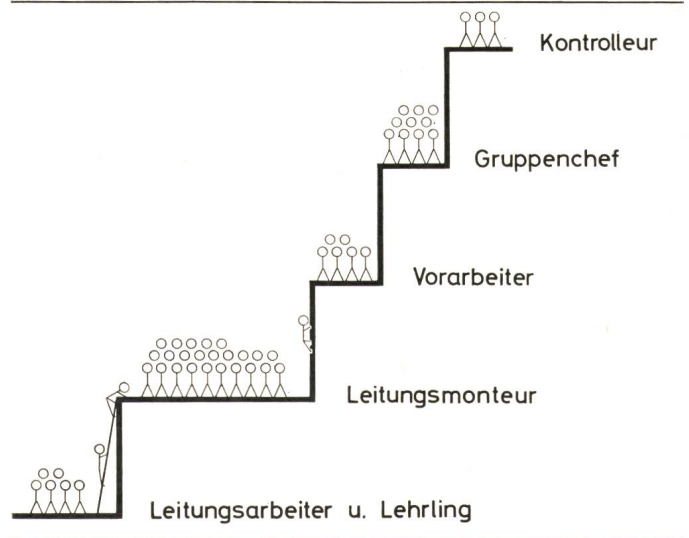 Kontrolleur
Gruppenchef
Vorarbeiter
Leitungsmonteur
Leitungsarbeiter u. Lehrling